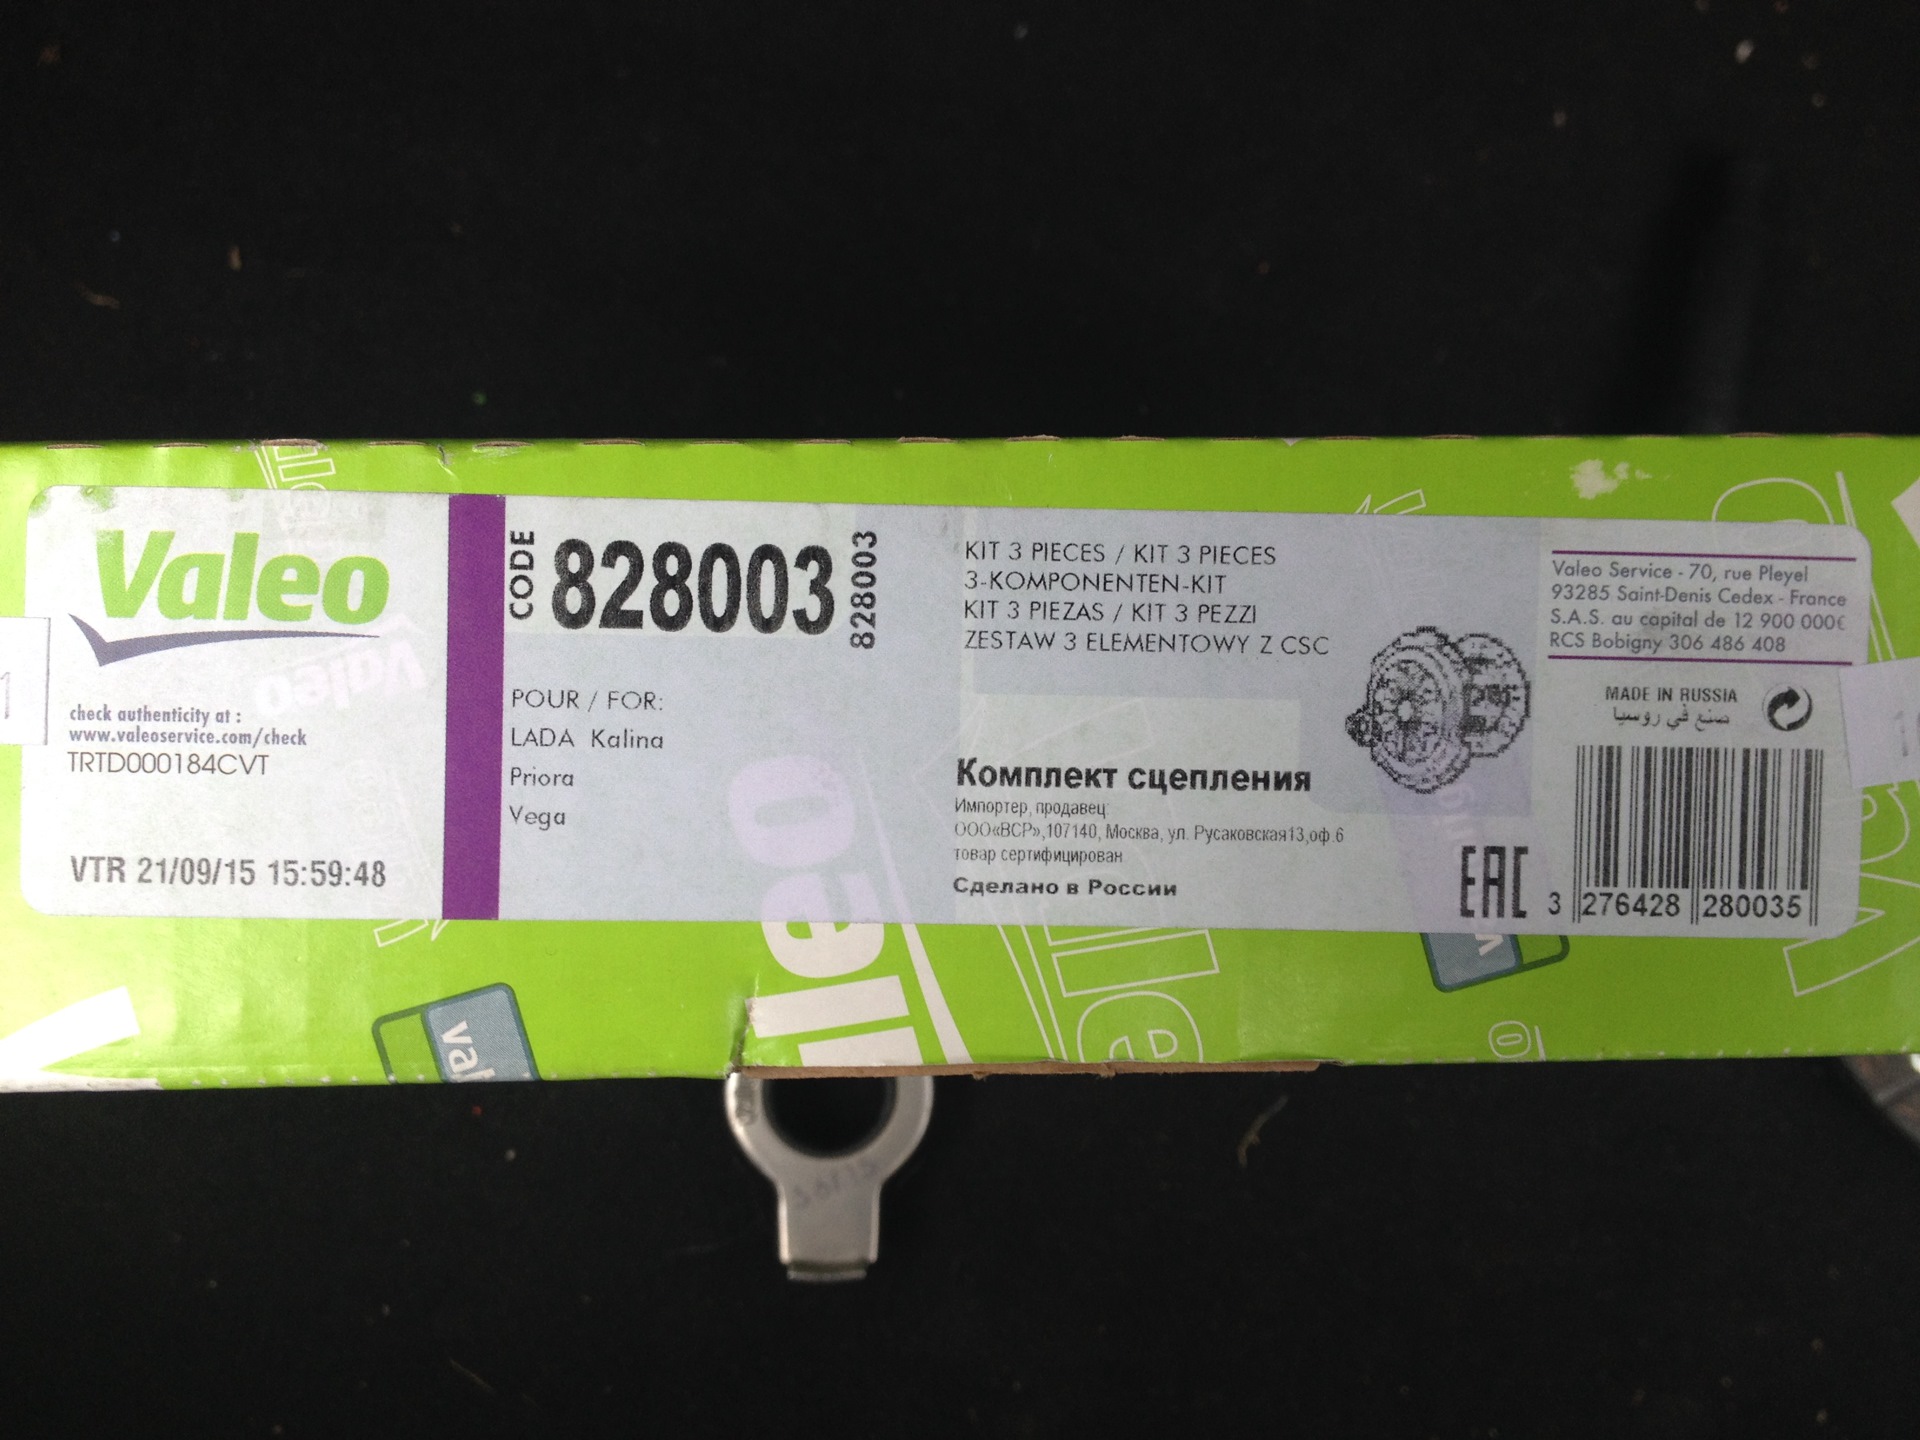 Valeo
check authenticity at :
www.valeoservice.com/check
TRTD000184CVT
VTR 21/09/15 15:59:48
CODE
828003
828003
POUR / FOR:
LADA Kalina
Priora
Vega
KIT 3 PIECES / KIT 3 PIECES
3-KOMPONENTEN-KIT
KIT 3 PIEZAS / KIT 3 PEZZI
ZESTAW 3 ELEMENTOWY Z CSC
Комплект сцепления
Импортер, продавец:
ООО«ВСР»,107140, Москва, ул. Русаковская13,оф.6
товар сертифицирован
Сделано в России
Valeo Service - 70, rue Pleyel
93285 Saint-Denis Cedex - France
S.A.S. au capital de 12 900 000€
RCS Bobigny 306 486 408
MADE IN RUSSIA
صنع في روسيا
EAC
3 276428 280035